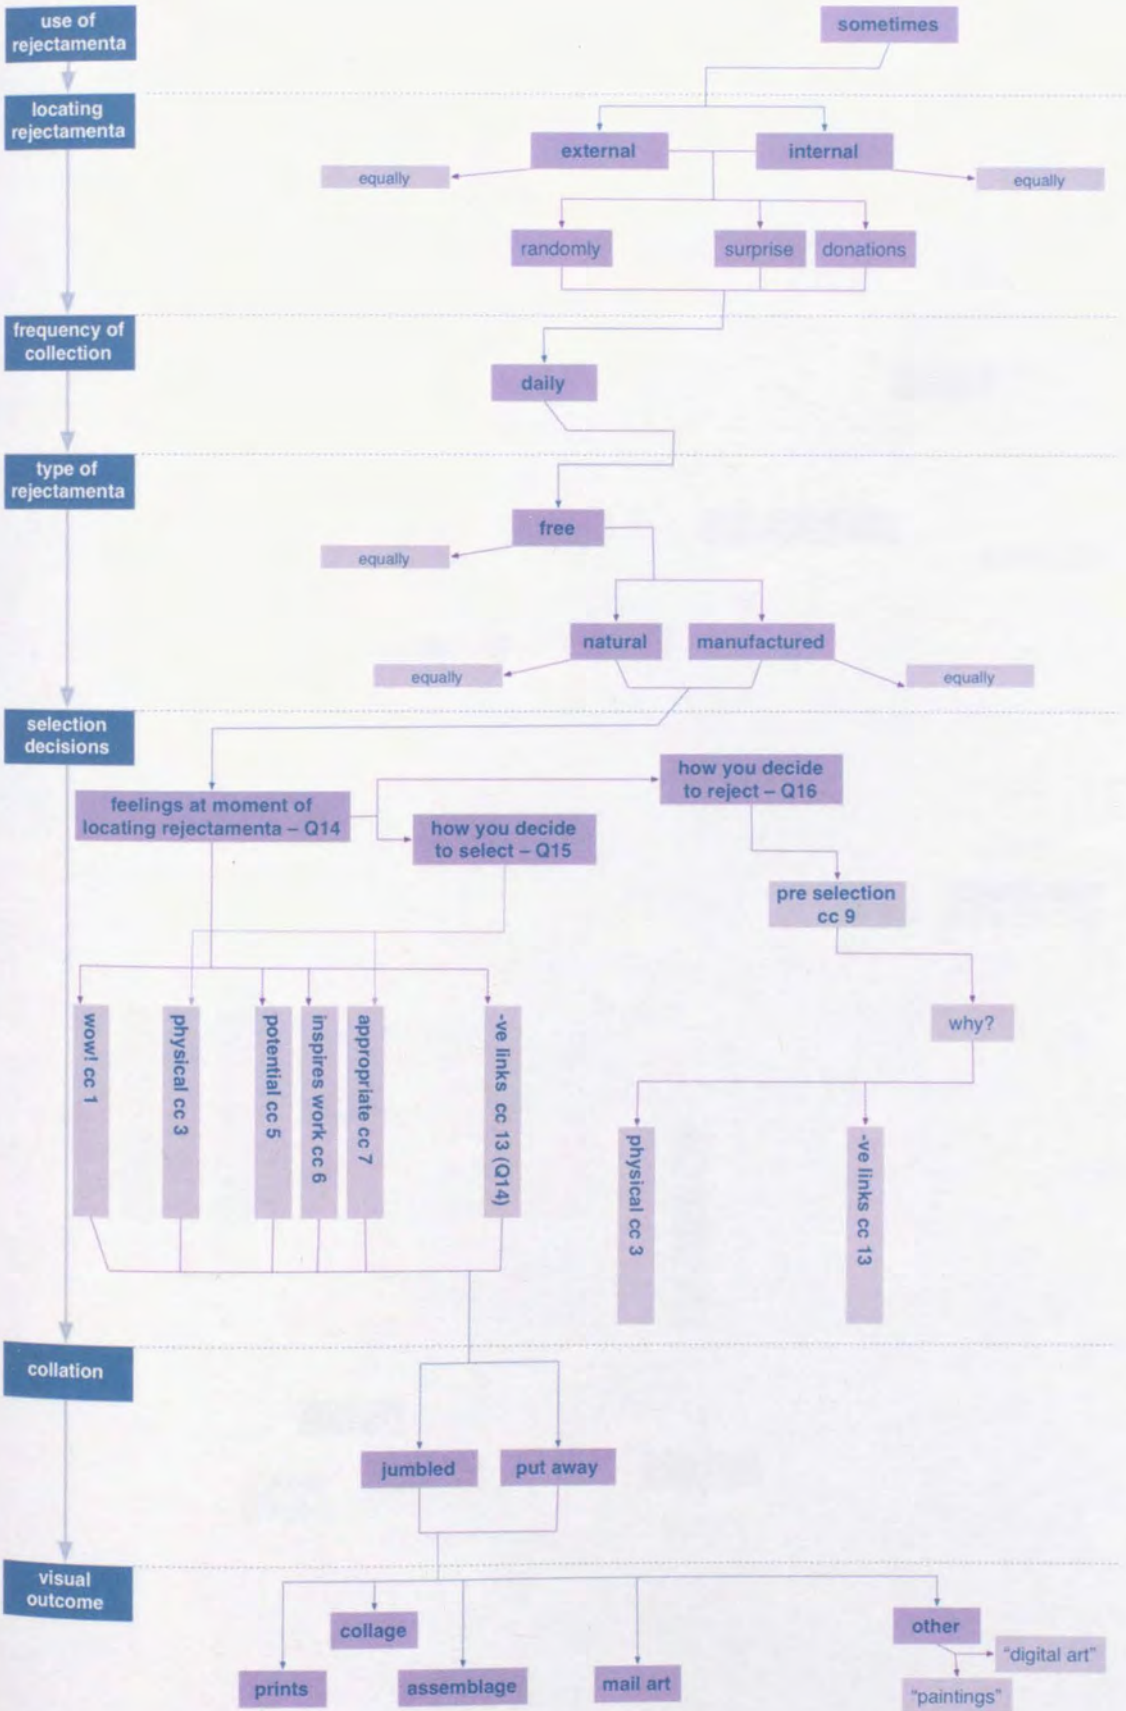 use of
rejectamenta
sometimes
locating
rejectamenta
external
internal
equally
equally
randomly
surprise
donations
frequency of
collection
daily
type of
rejectamenta
free
equally
natural
manufactured
equally
equally
selection
decisions
how you decide
to reject – Q16
feelings at moment of
locating rejectamenta – Q14
how you decide
to select – Q15
pre selection
cc 9
why?
wow! cc 1
physical cc 3
potential cc 5
inspires work cc 6
appropriate cc 7
-ve links cc 13 (Q14)
physical cc 3
-ve links cc 13
collation
jumbled
put away
visual
outcome
collage
other
"digital art"
prints
assemblage
mail art
"paintings"